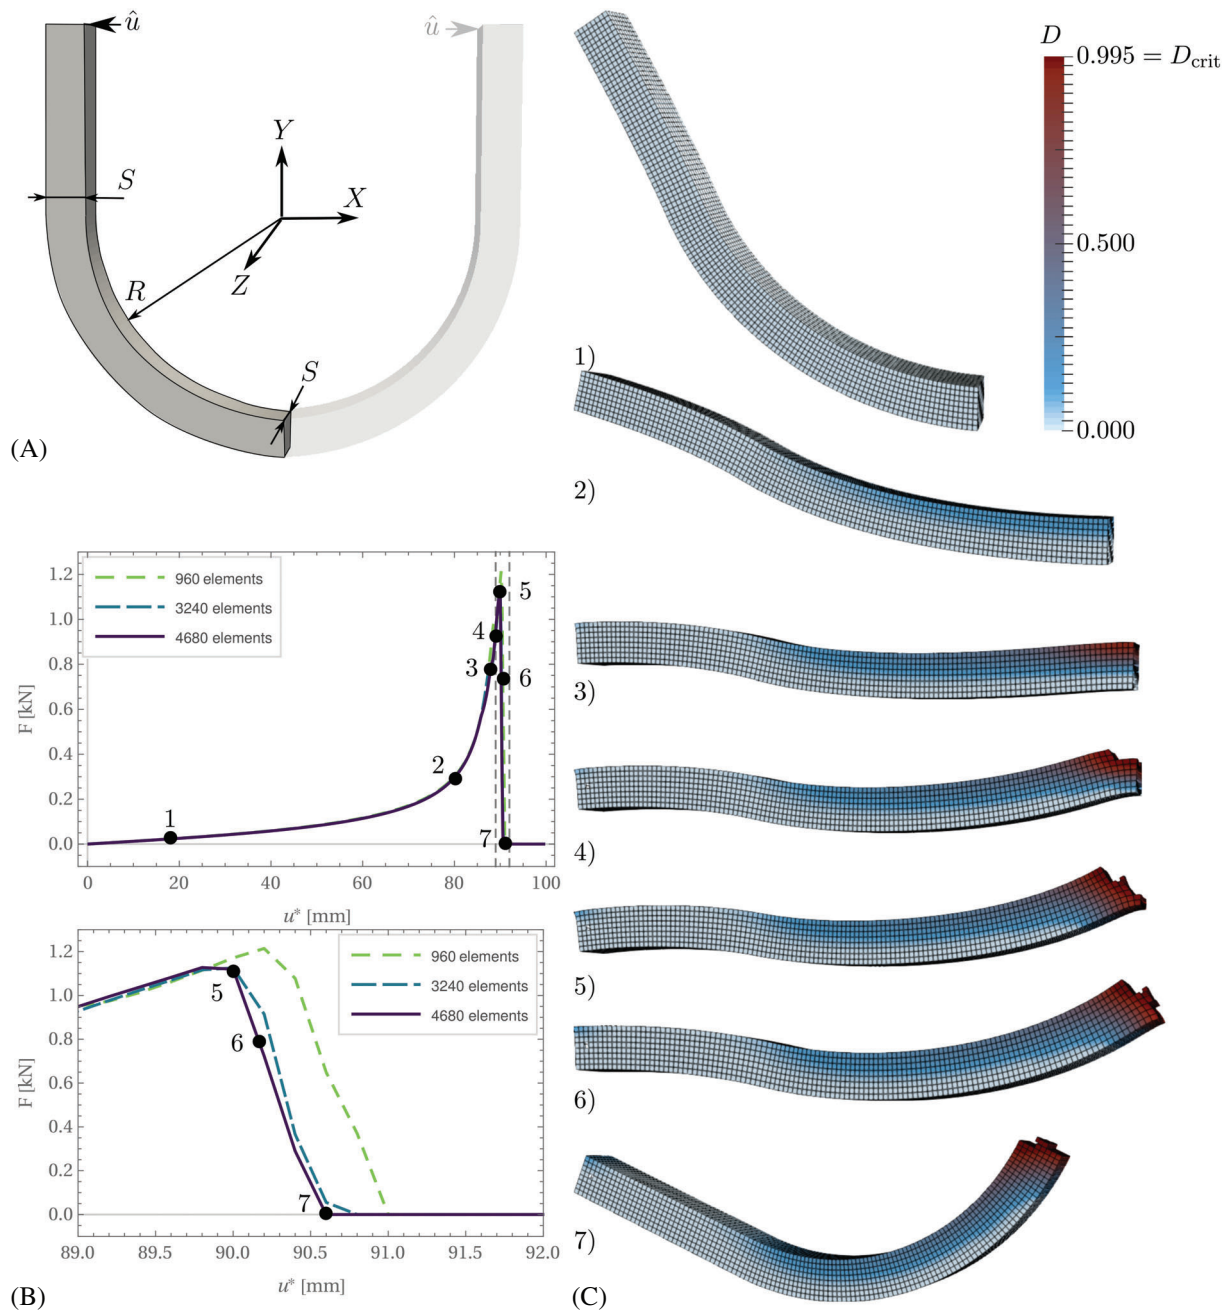 û
û
S
Y
X
Z
R
S
(A)
D
0.995 = D_crit
0.500
0.000
1)
2)
3)
4)
5)
6)
7)
(C)
1.2
1.0
0.8
0.6
0.4
0.2
0.0
F [kN]
960 elements
3240 elements
4680 elements
1
2
3
4
5
6
7
0 20 40 60 80 100
u* [mm]
1.2
1.0
0.8
0.6
0.4
0.2
0.0
F [kN]
960 elements
3240 elements
4680 elements
5
6
7
89.0 89.5 90.0 90.5 91.0 91.5 92.0
u* [mm]
(B)